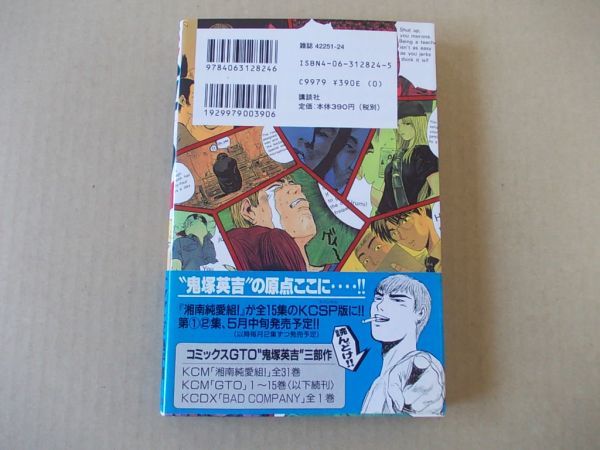 雑誌 42251-24
ISBN4-06-312824-5
C9979 ¥390E (0)
講談社
定価:本体390円(税別)
9784063128246
1929979003906
Shut up,
you morons.
Being a teach
isn't as easy
as you jerks
think it is!
グッ
"鬼塚英吉"の原点ここに‥‥!!
「湘南純愛組!」が全15集のKCSP版に!!
第①②集、5月中旬発売予定!!
(以降毎月2集ずつ発売予定)
読んどけ!!
コミックスGTO"鬼塚英吉"三部作
KCM「湘南純愛組!」全31巻
KCM「GTO」1～15巻〈以下続刊〉
KCDX「BAD COMPANY」全1巻